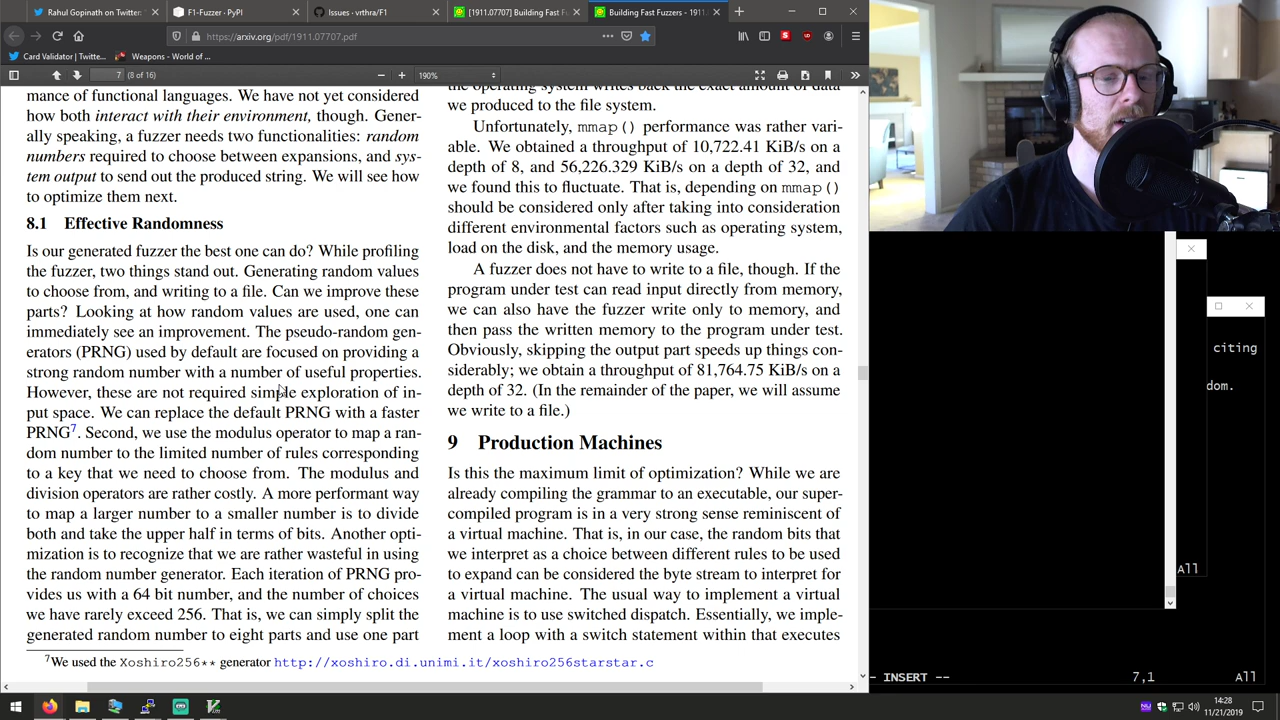 Rahul Gopinath on Twitter: "
F1-Fuzzer · PyPI
Issues · vrthra/F1
[1911.07707] Building Fast Fu
Building Fast Fuzzers - 1911.
https://arxiv.org/pdf/1911.07707.pdf
Card Validator | Twitte...
Weapons - World of ...
7
(8 of 16)
190%
mance of functional languages. We have not yet considered
how both interact with their environment, though. Gener-
ally speaking, a fuzzer needs two functionalities: random
numbers required to choose between expansions, and sys-
tem output to send out the produced string. We will see how
to optimize them next.
8.1 Effective Randomness
Is our generated fuzzer the best one can do? While profiling
the fuzzer, two things stand out. Generating random values
to choose from, and writing to a file. Can we improve these
parts? Looking at how random values are used, one can
immediately see an improvement. The pseudo-random gen-
erators (PRNG) used by default are focused on providing a
strong random number with a number of useful properties.
However, these are not required simple exploration of in-
put space. We can replace the default PRNG with a faster
PRNG7. Second, we use the modulus operator to map a ran-
dom number to the limited number of rules corresponding
to a key that we need to choose from. The modulus and
division operators are rather costly. A more performant way
to map a larger number to a smaller number is to divide
both and take the upper half in terms of bits. Another opti-
mization is to recognize that we are rather wasteful in using
the random number generator. Each iteration of PRNG pro-
vides us with a 64 bit number, and the number of choices
we have rarely exceed 256. That is, we can simply split the
generated random number to eight parts and use one part
7We used the Xoshiro256** generator http://xoshiro.di.unimi.it/xoshiro256starstar.c
the operating system writes back the exact amount of data
we produced to the file system.
Unfortunately, mmap() performance was rather vari-
able. We obtained a throughput of 10,722.41 KiB/s on a
depth of 8, and 56,226.329 KiB/s on a depth of 32, and
we found this to fluctuate. That is, depending on mmap()
should be considered only after taking into consideration
different environmental factors such as operating system,
load on the disk, and the memory usage.
A fuzzer does not have to write to a file, though. If the
program under test can read input directly from memory,
we can also have the fuzzer write only to memory, and
then pass the written memory to the program under test.
Obviously, skipping the output part speeds up things con-
siderably; we obtain a throughput of 81,764.75 KiB/s on a
depth of 32. (In the remainder of the paper, we will assume
we write to a file.)
9 Production Machines
Is this the maximum limit of optimization? While we are
already compiling the grammar to an executable, our super-
compiled program is in a very strong sense reminiscent of
a virtual machine. That is, in our case, the random bits that
we interpret as a choice between different rules to be used
to expand can be considered the byte stream to interpret for
a virtual machine. The usual way to implement a virtual
machine is to use switched dispatch. Essentially, we imple-
ment a loop with a switch statement within that executes
citing
dom.
All
- INSERT --
7,1
All
14:28
11/21/2019